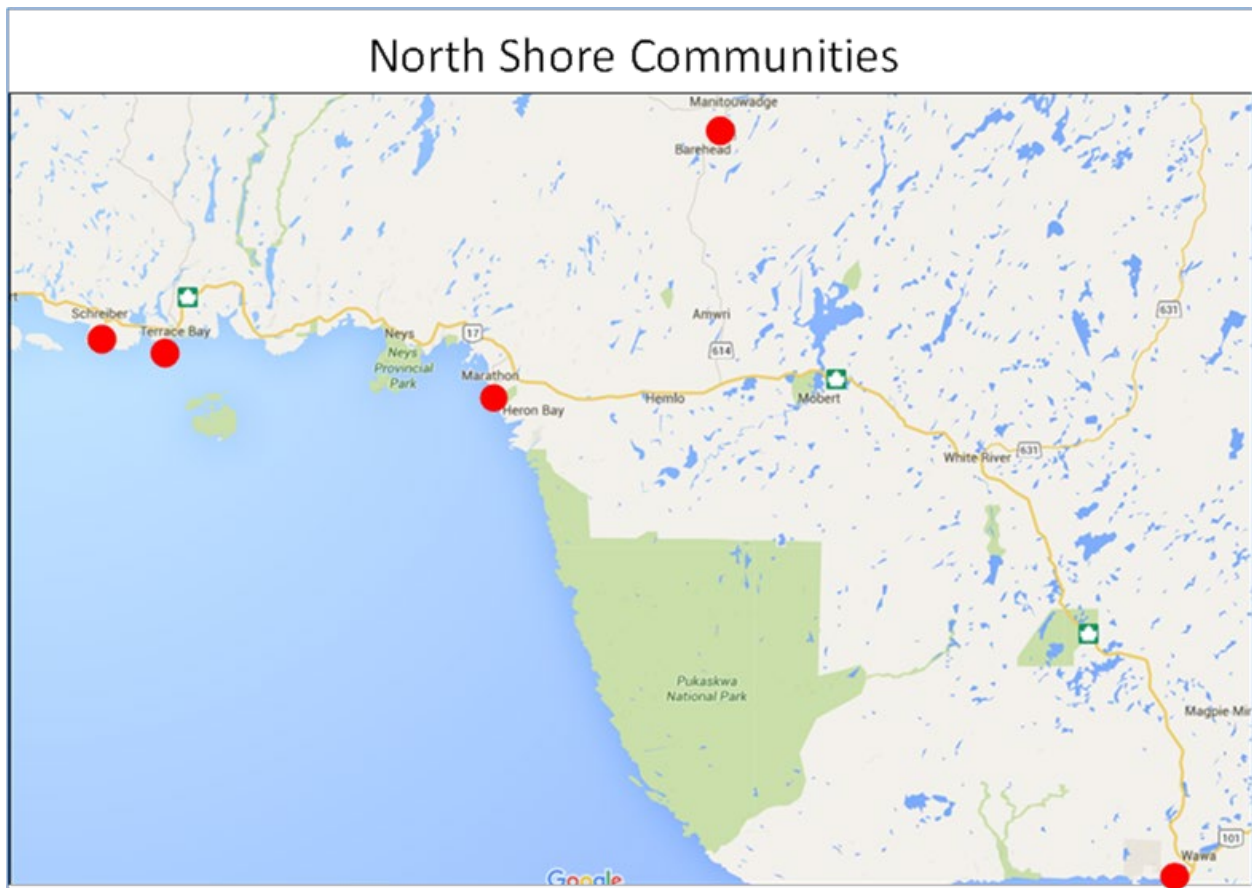 North Shore Communities
Manitouwadge
Barehead
631
Schreiber
Terrace Bay
Amwri
614
Neys
17
Neys
Provincial
Park
Marathon
Heron Bay
Hemlo
Mobert
White River
631
Pukaskwa
National Park
Magpie Min
101
Wawa
Google